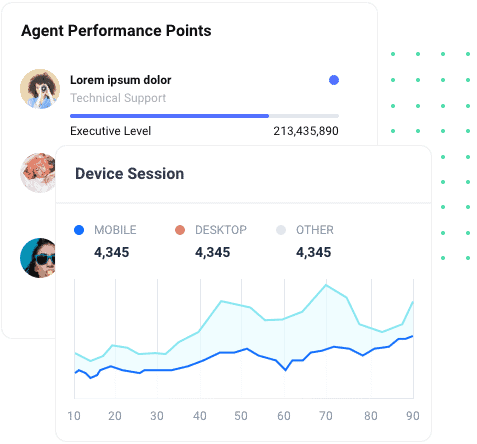 Agent Performance Points
Lorem ipsum dolor
Technical Support
Executive Level 213,435,890
Device Session
MOBILE DESKTOP OTHER
4,345 4,345 4,345
10 20 30 40 50 60 70 80 90